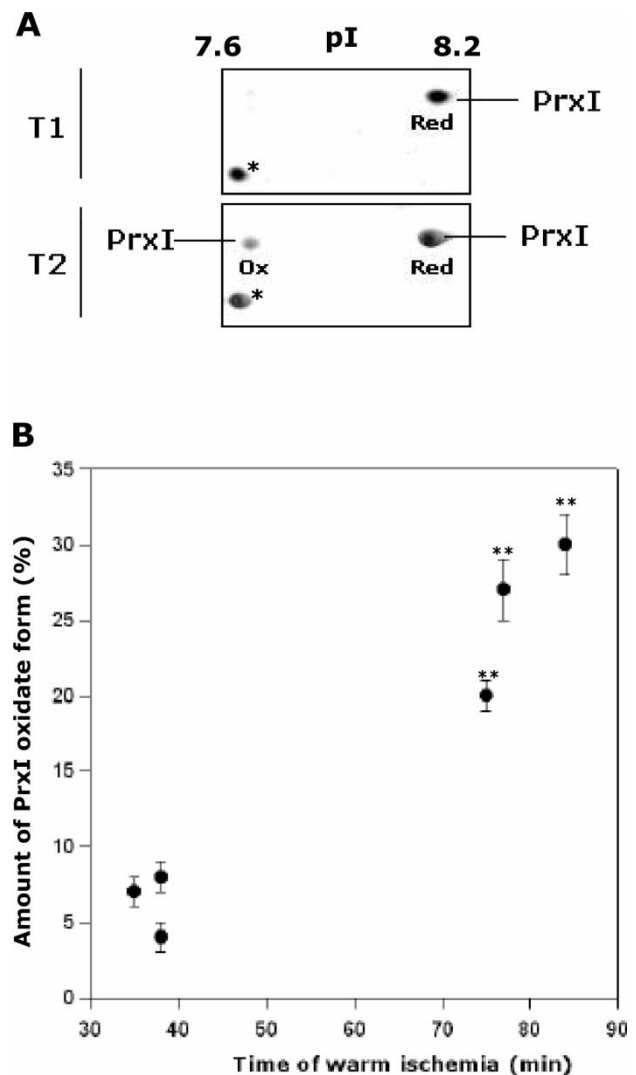 A
7.6 pI 8.2
T1
PrxI
Red
*
T2
PrxI
PrxI
Ox
Red
*
B
35
30
25
20
15
10
5
0
**
**
**
30 40 50 60 70 80 90
Amount of PrxI oxidate form (%)
Time of warm ischemia (min)